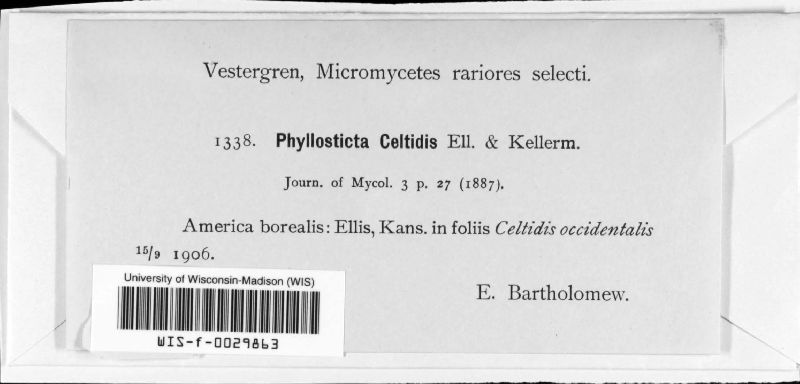 Vestergren, Micromycetes rariores selecti.
1338. Phyllosticta Celtidis Ell. & Kellerm.
Journ. of Mycol. 3 p. 27 (1887).
America borealis: Ellis, Kans. in foliis Celtidis occidentalis
15/9 1906.
E. Bartholomew.
University of Wisconsin-Madison (WIS)
WIS-f-0029863